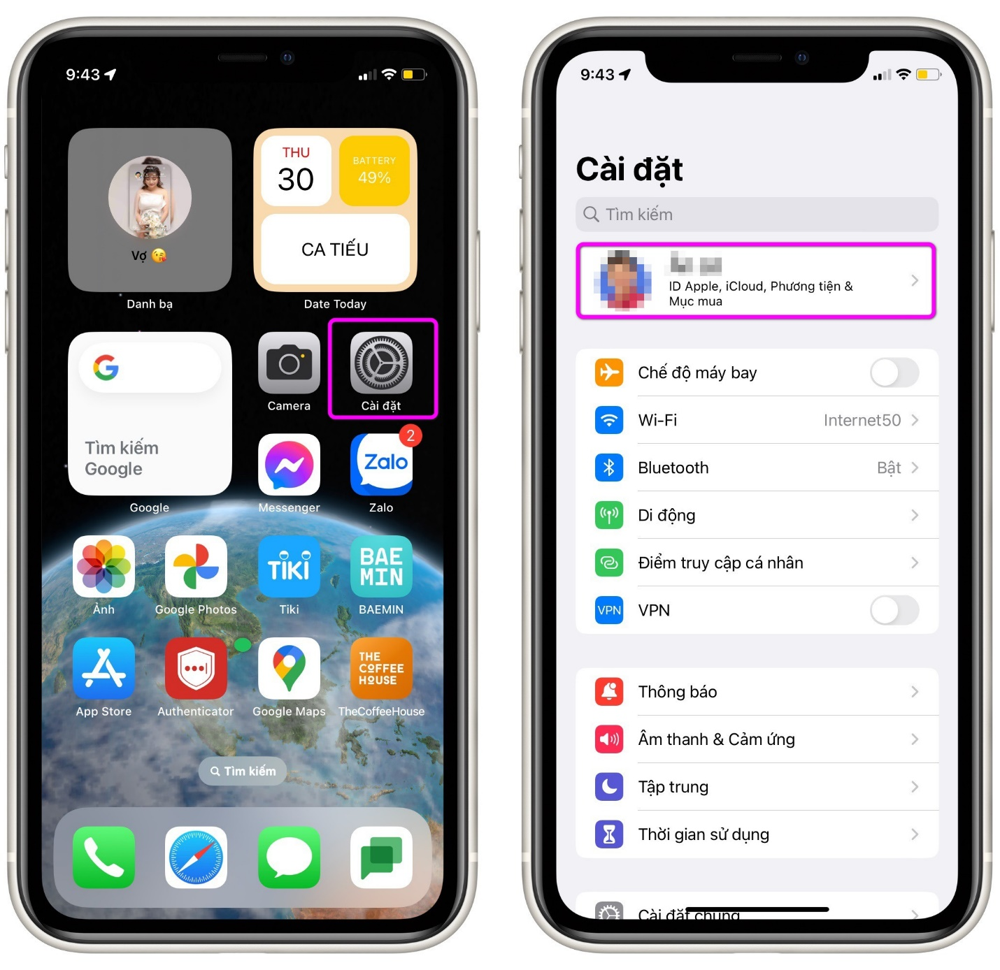 9:43
THU
30
BATTERY
49%
CA TIẾU
Vợ
Danh bạ
Date Today
Tìm kiếm
Google
Google
Camera
Cài đặt
Messenger
2
Zalo
Zalo
TIKI
BAE
MIN
Ảnh
Google Photos
Tiki
BAEMIN
THE
COFFEE
HOUSE
App Store
Authenticator
Google Maps
TheCoffeeHouse
Tìm kiếm
9:43
Cài đặt
Tìm kiếm
ID Apple, iCloud, Phương tiện &
Mục mua
Chế độ máy bay
Wi-Fi Internet50
Bluetooth Bật
Di động
Điểm truy cập cá nhân
VPN VPN
Thông báo
Âm thanh & Cảm ứng
Tập trung
Thời gian sử dụng
Cài đặt chung